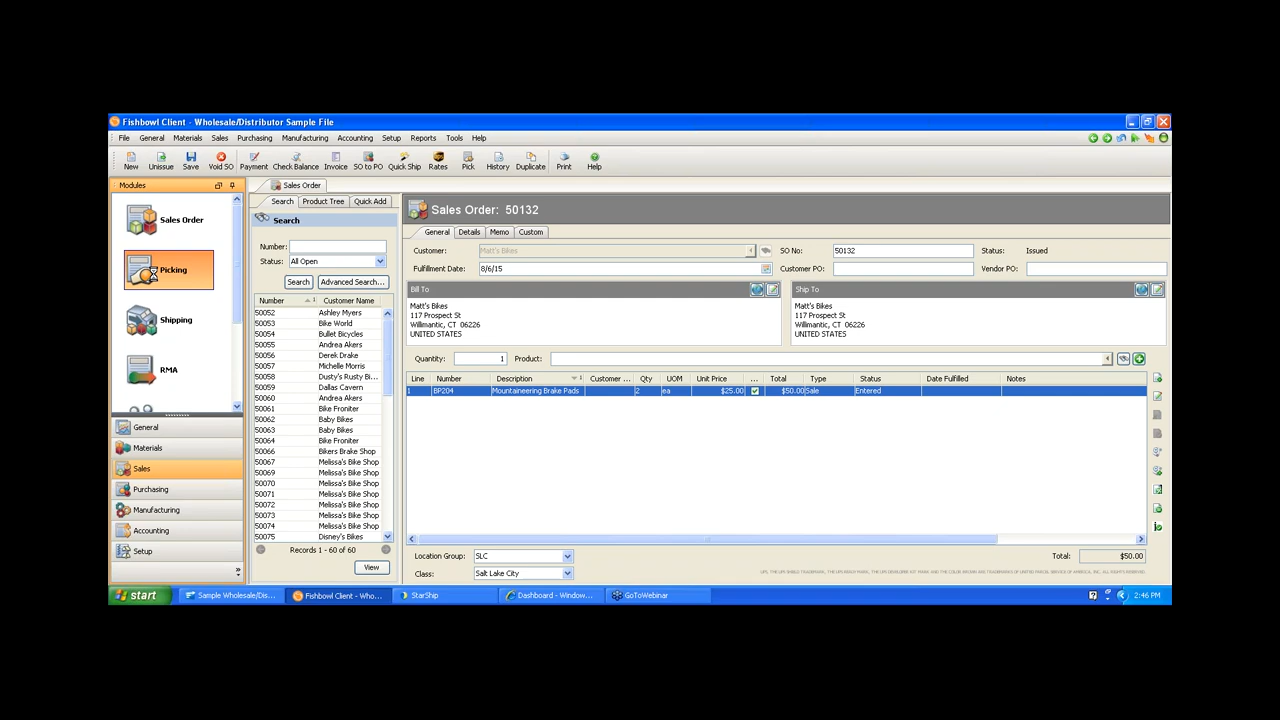 Fishbowl Client - Wholesale/Distributor Sample File
File General Materials Sales Purchasing Manufacturing Accounting Setup Reports Tools Help
New Unissue Save Void SO Payment Check Balance Invoice SO to PO Quick Ship Rates Pick History Duplicate Print Help
Modules
Sales Order
Picking
Shipping
RMA
General
Materials
Sales
Purchasing
Manufacturing
Accounting
Setup
Sales Order
Search Product Tree Quick Add
Search
Number:
Status: All Open
Search Advanced Search...
Number 1 Customer Name
50052 Ashley Myers
50053 Bike World
50054 Bullet Bicycles
50055 Andrea Akers
50056 Derek Drake
50057 Michelle Morris
50058 Dusty's Rusty Bi...
50059 Dallas Cavern
50060 Andrea Akers
50061 Bike Froniter
50062 Baby Bikes
50063 Baby Bikes
50064 Bike Froniter
50066 Bikers Brake Shop
50067 Melissa's Bike Shop
50069 Melissa's Bike Shop
50070 Melissa's Bike Shop
50071 Melissa's Bike Shop
50072 Melissa's Bike Shop
50073 Melissa's Bike Shop
50074 Melissa's Bike Shop
50075 Disney's Bikes
Records 1 - 60 of 60
View
Sales Order: 50132
General Details Memo Custom
Customer: Matt's Bikes SO No: 50132 Status: Issued
Fulfillment Date: 8/6/15 Customer PO: Vendor PO:
Bill To
Matt's Bikes
117 Prospect St
Willimantic, CT 06226
UNITED STATES
Ship To
Matt's Bikes
117 Prospect St
Willimantic, CT 06226
UNITED STATES
Quantity: 1 Product:
Line Number Description 1 Customer ... Qty UOM Unit Price ... Total Type Status Date Fulfilled Notes
1 BP204 Mountaineering Brake Pads 2 ea $25.00 $50.00 Sale Entered
Location Group: SLC Total: $50.00
Class: Salt Lake City
start Sample Wholesale/Dis... Fishbowl Client - Who... StarShip Dashboard - Window... GoToWebinar 2:46 PM